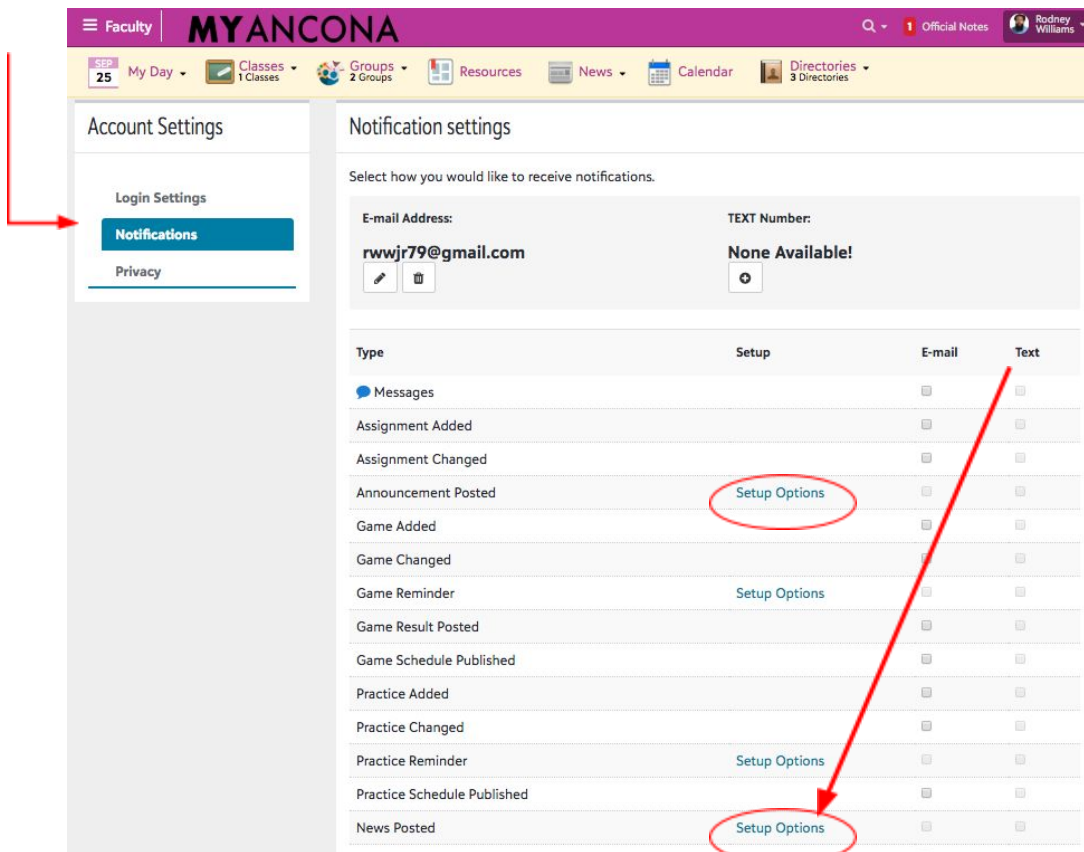 Faculty
MYANCONA
1 Official Notes
Rodney Williams
SEP 25 My Day
Classes 1 Classes
Groups 2 Groups
Resources
News
Calendar
Directories 3 Directories
Account Settings
Login Settings
Notifications
Privacy
Notification settings
Select how you would like to receive notifications.
E-mail Address: TEXT Number:
rwwjr79@gmail.com None Available!
Type Setup E-mail Text
Messages
Assignment Added
Assignment Changed
Announcement Posted Setup Options
Game Added
Game Changed
Game Reminder Setup Options
Game Result Posted
Game Schedule Published
Practice Added
Practice Changed
Practice Reminder Setup Options
Practice Schedule Published
News Posted Setup Options